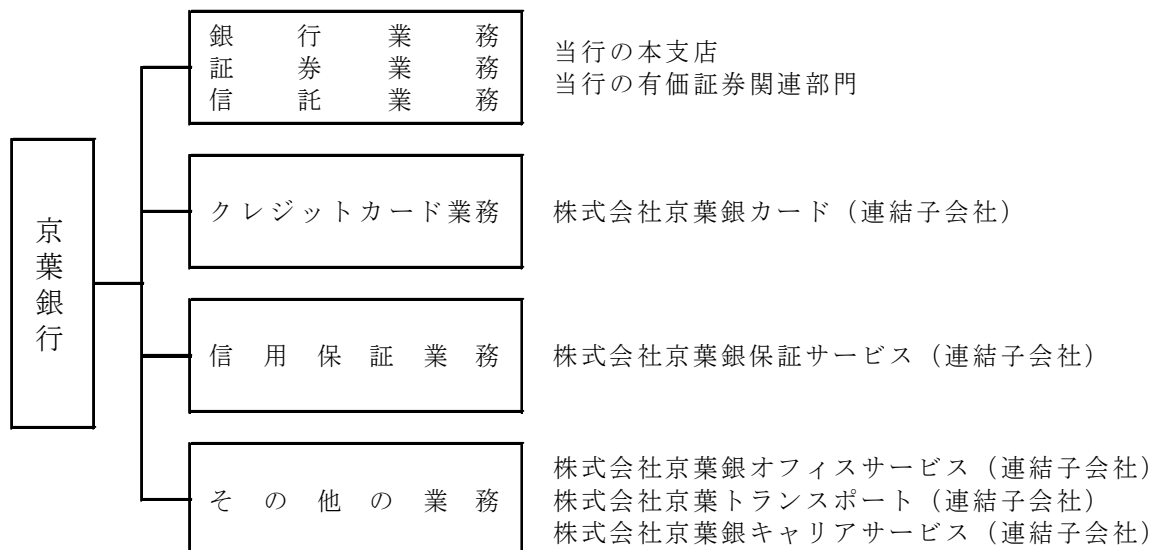 京葉銀行
銀行業務
証券業務
信託業務
当行の本支店
当行の有価証券関連部門
クレジットカード業務
株式会社京葉銀カード（連結子会社）
信用保証業務
株式会社京葉銀保証サービス（連結子会社）
その他の業務
株式会社京葉銀オフィスサービス（連結子会社）
株式会社京葉トランスポート（連結子会社）
株式会社京葉銀キャリアサービス（連結子会社）